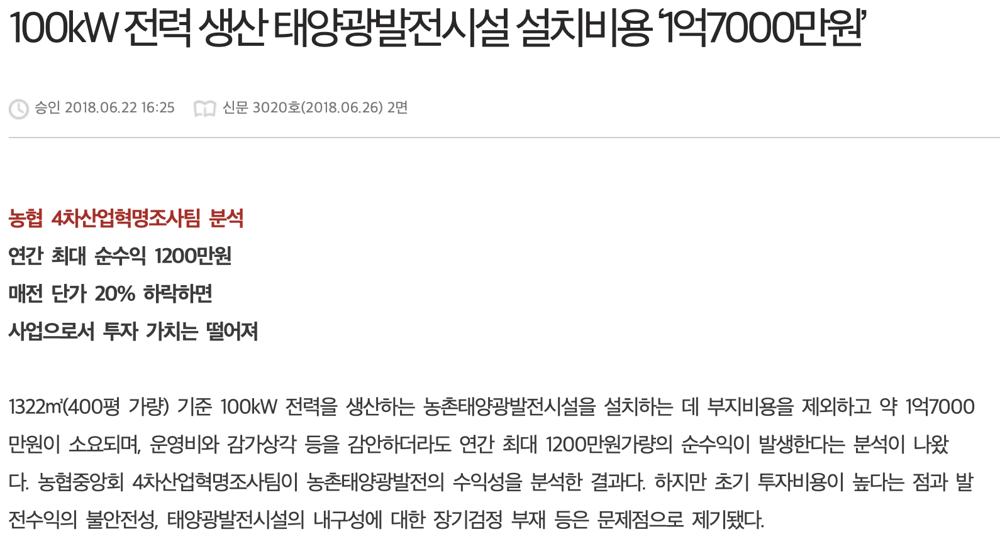 100kW 전력 생산 태양광발전시설 설치비용 ‘1억7000만원’
승인 2018.06.22 16:25 신문 3020호(2018.06.26) 2면
농협 4차산업혁명조사팀 분석
연간 최대 순수익 1200만원
매전 단가 20% 하락하면
사업으로서 투자 가치는 떨어져
1322㎡(400평 가량) 기준 100kW 전력을 생산하는 농촌태양광발전시설을 설치하는 데 부지비용을 제외하고 약 1억7000
만원이 소요되며, 운영비와 감가상각 등을 감안하더라도 연간 최대 1200만원가량의 순수익이 발생한다는 분석이 나왔
다. 농협중앙회 4차산업혁명조사팀이 농촌태양광발전의 수익성을 분석한 결과다. 하지만 초기 투자비용이 높다는 점과 발
전수익의 불안전성, 태양광발전시설의 내구성에 대한 장기검정 부재 등은 문제점으로 제기됐다.